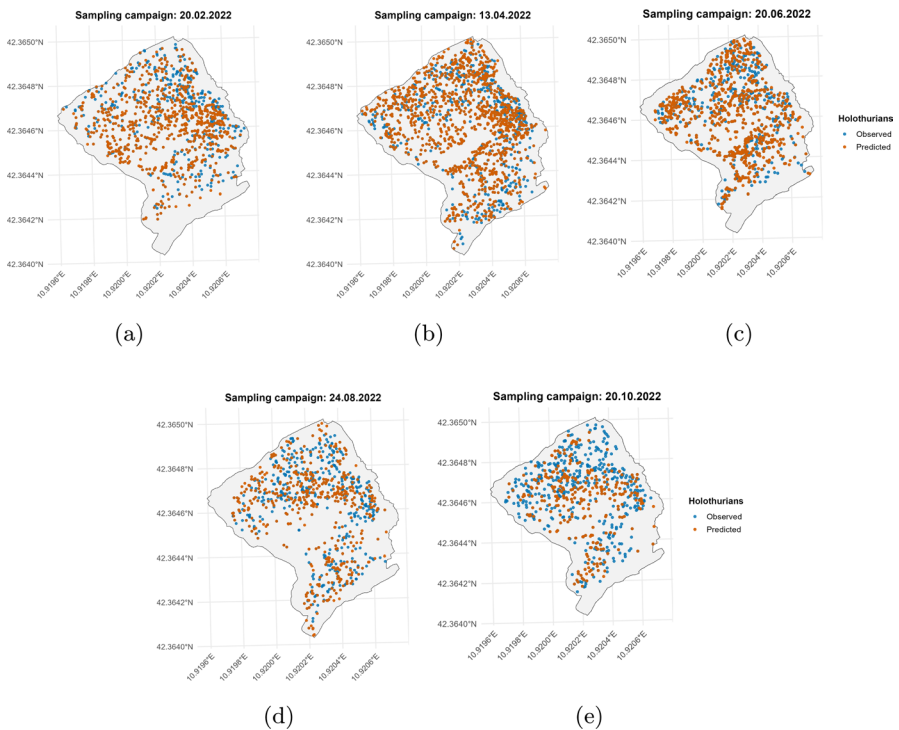 Sampling campaign: 20.02.2022
42.3650°N
42.3648°N
42.3646°N
42.3644°N
42.3642°N
42.3640°N
10.9196°E
10.9198°E
10.9200°E
10.9202°E
10.9204°E
10.9206°E
(a)
Sampling campaign: 13.04.2022
42.3650°N
42.3648°N
42.3646°N
42.3644°N
42.3642°N
42.3640°N
10.9196°E
10.9198°E
10.9200°E
10.9202°E
10.9204°E
10.9206°E
(b)
Sampling campaign: 20.06.2022
42.3650°N
42.3648°N
42.3646°N
42.3644°N
42.3642°N
42.3640°N
10.9196°E
10.9198°E
10.9200°E
10.9202°E
10.9204°E
10.9206°E
(c)
Holothurians
Observed
Predicted
Sampling campaign: 24.08.2022
42.3650°N
42.3648°N
42.3646°N
42.3644°N
42.3642°N
42.3640°N
10.9196°E
10.9198°E
10.9200°E
10.9202°E
10.9204°E
10.9206°E
(d)
Sampling campaign: 20.10.2022
42.3650°N
42.3648°N
42.3646°N
42.3644°N
42.3642°N
42.3640°N
10.9196°E
10.9198°E
10.9200°E
10.9202°E
10.9204°E
10.9206°E
(e)
Holothurians
Observed
Predicted